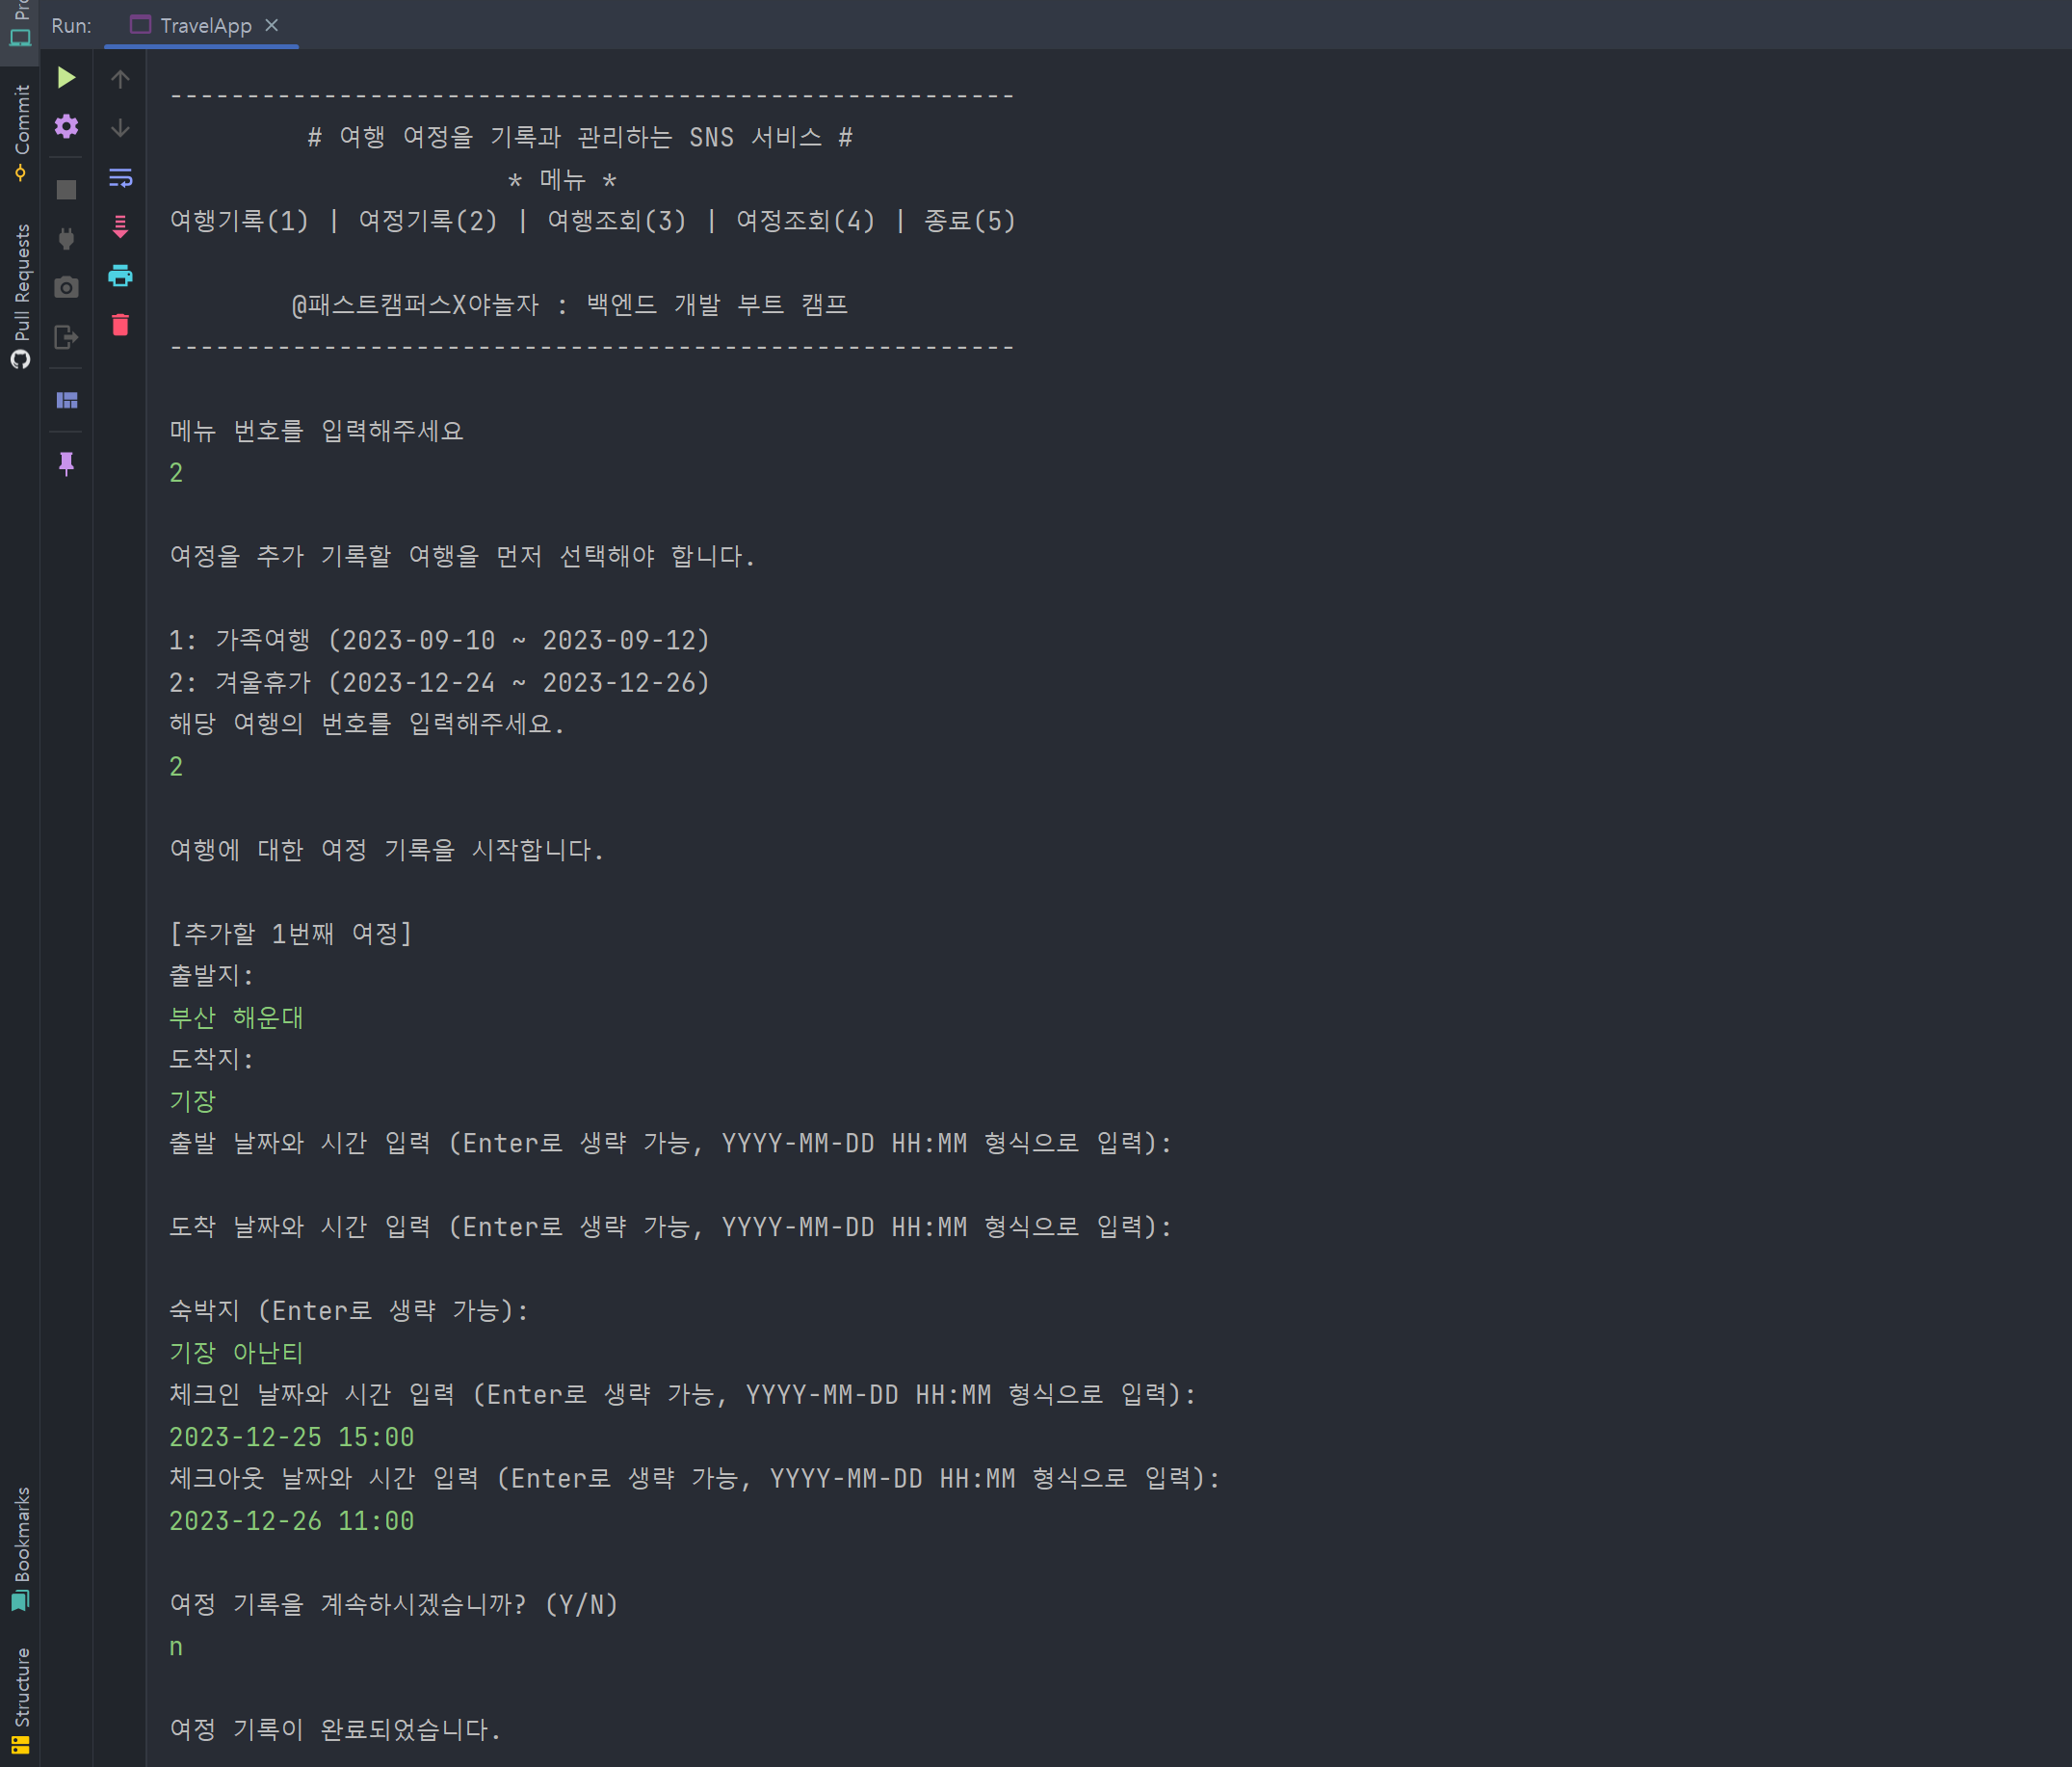 Run: TravelApp
-------------------------------------------------------
# 여행 여정을 기록과 관리하는 SNS 서비스 #
* 메뉴 *
여행기록(1) | 여정기록(2) | 여행조회(3) | 여정조회(4) | 종료(5)
@패스트캠퍼스X야놀자 : 백엔드 개발 부트 캠프
-------------------------------------------------------
메뉴 번호를 입력해주세요
2
여정을 추가 기록할 여행을 먼저 선택해야 합니다.
1: 가족여행 (2023-09-10 ~ 2023-09-12)
2: 겨울휴가 (2023-12-24 ~ 2023-12-26)
해당 여행의 번호를 입력해주세요.
2
여행에 대한 여정 기록을 시작합니다.
[추가할 1번째 여정]
출발지:
부산 해운대
도착지:
기장
출발 날짜와 시간 입력 (Enter로 생략 가능, YYYY-MM-DD HH:MM 형식으로 입력):
도착 날짜와 시간 입력 (Enter로 생략 가능, YYYY-MM-DD HH:MM 형식으로 입력):
숙박지 (Enter로 생략 가능):
기장 아난티
체크인 날짜와 시간 입력 (Enter로 생략 가능, YYYY-MM-DD HH:MM 형식으로 입력):
2023-12-25 15:00
체크아웃 날짜와 시간 입력 (Enter로 생략 가능, YYYY-MM-DD HH:MM 형식으로 입력):
2023-12-26 11:00
여정 기록을 계속하시겠습니까? (Y/N)
n
여정 기록이 완료되었습니다.
Commit
Pull Requests
Bookmarks
Structure